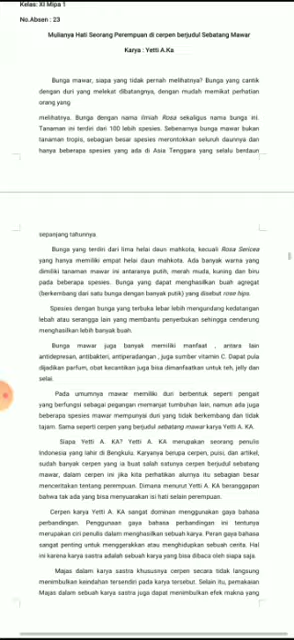 Kelas: XI Mipa 1
No.Absen : 23
Mulianya Hati Seorang Perempuan di cerpen berjudul Sebatang Mawar
Karya : Yetti A.Ka
Bunga mawar, siapa yang tidak pernah melihatnya? Bunga yang cantik
dengan duri yang melekat dibatangnya, dengan mudah memikat perhatian
orang yang
melihatnya. Bunga dengan nama ilmiah Rosa sekaligus nama bunga ini.
Tanaman ini terdiri dari 100 lebih spesies. Sebenarnya bunga mawar bukan
tanaman tropis, sebagian besar spesies merontokkan seluruh daunnya dan
hanya beberapa spesies yang ada di Asia Tenggara yang selalu berdaun
sepanjang tahunnya.
Bunga yang terdiri dari lima helai daun mahkota, kecuali Rosa Sericea
yang hanya memiliki empat helai daun mahkota. Ada banyak warna yang
dimiliki tanaman mawar ini antaranya putih, merah muda, kuning dan biru
pada beberapa spesies. Bunga yang dapat menghasilkan buah agregat
(berkembang dari satu bunga dengan banyak putik) yang disebut rose hips.
Spesies dengan bunga yang terbuka lebar lebih mengundang kedatangan
lebah atau serangga lain yang membantu penyerbukan sehingga cenderung
menghasilkan lebih banyak buah.
Bunga mawar juga banyak memiliki manfaat , antara lain
antidepresan, antibakteri, antiperadangan , juga sumber vitamin C. Dapat pula
dijadikan parfum, obat kecantikan juga bisa dimanfaatkan untuk teh, jelly dan
selai.
Pada umumnya mawar memiliki duri berbentuk seperti pengait
yang berfungsi sebagai pegangan memanjat tumbuhan lain, namun ada juga
beberapa spesies mawar mempunyai duri yang tidak berkembang dan tidak
tajam. Sama seperti cerpen yang berjudul sebatang mawar karya Yetti A. KA.
Siapa Yetti A. KA? Yetti A. KA merupakan seorang penulis
Indonesia yang lahir di Bengkulu. Karyanya berupa cerpen, puisi, dan artikel,
sudah banyak cerpen yang ia buat salah satunya cerpen berjudul sebatang
mawar, dalam cerpen ini jika kita perhatikan alurnya itu sebagian besar
menceritakan tentang perempuan. Dimana menurut Yetti A. KA beranggapan
bahwa tak ada yang bisa menyuarakan isi hati selain perempuan.
Cerpen karya Yetti A. KA sangat dominan menggunakan gaya bahasa
perbandingan. Penggunaan gaya bahasa perbandingan ini tentunya
merupakan ciri penulis dalam menghasilkan sebuah karya. Peran gaya bahasa
sangat penting untuk menggerakkan atau menghidupkan sebuah cerita. Hal
ini karena karya sastra adalah sebuah karya yang bisa dibaca oleh siapa saja.
Majas dalam karya sastra khususnya cerpen secara tidak langsung
menimbulkan keindahan tersendiri pada karya tersebut. Selain itu, pemakaian
Majas dalam sebuah karya sastra juga dapat menimbulkan efek makna yang